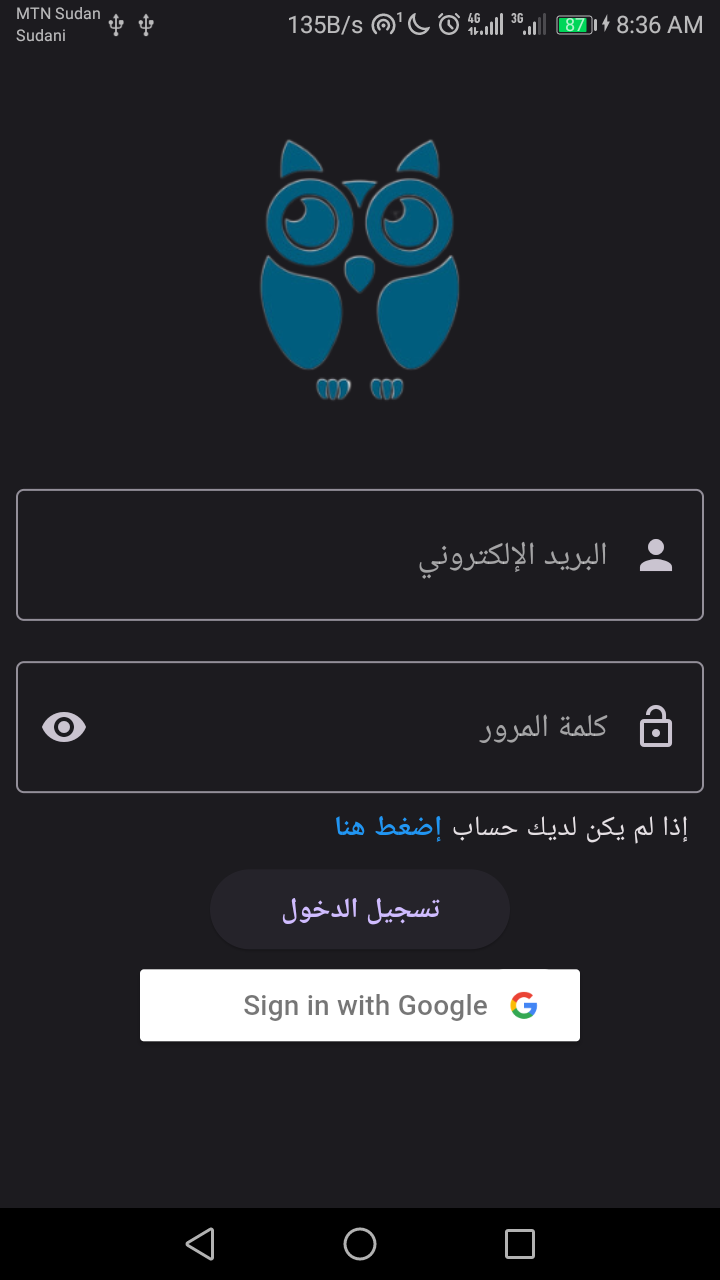 MTN Sudan
Sudani
135B/s 1 4G 3G 87 8:36 AM
البريد الإلكتروني
كلمة المرور
إذا لم يكن لديك حساب إضغط هنا
تسجيل الدخول
Sign in with Google